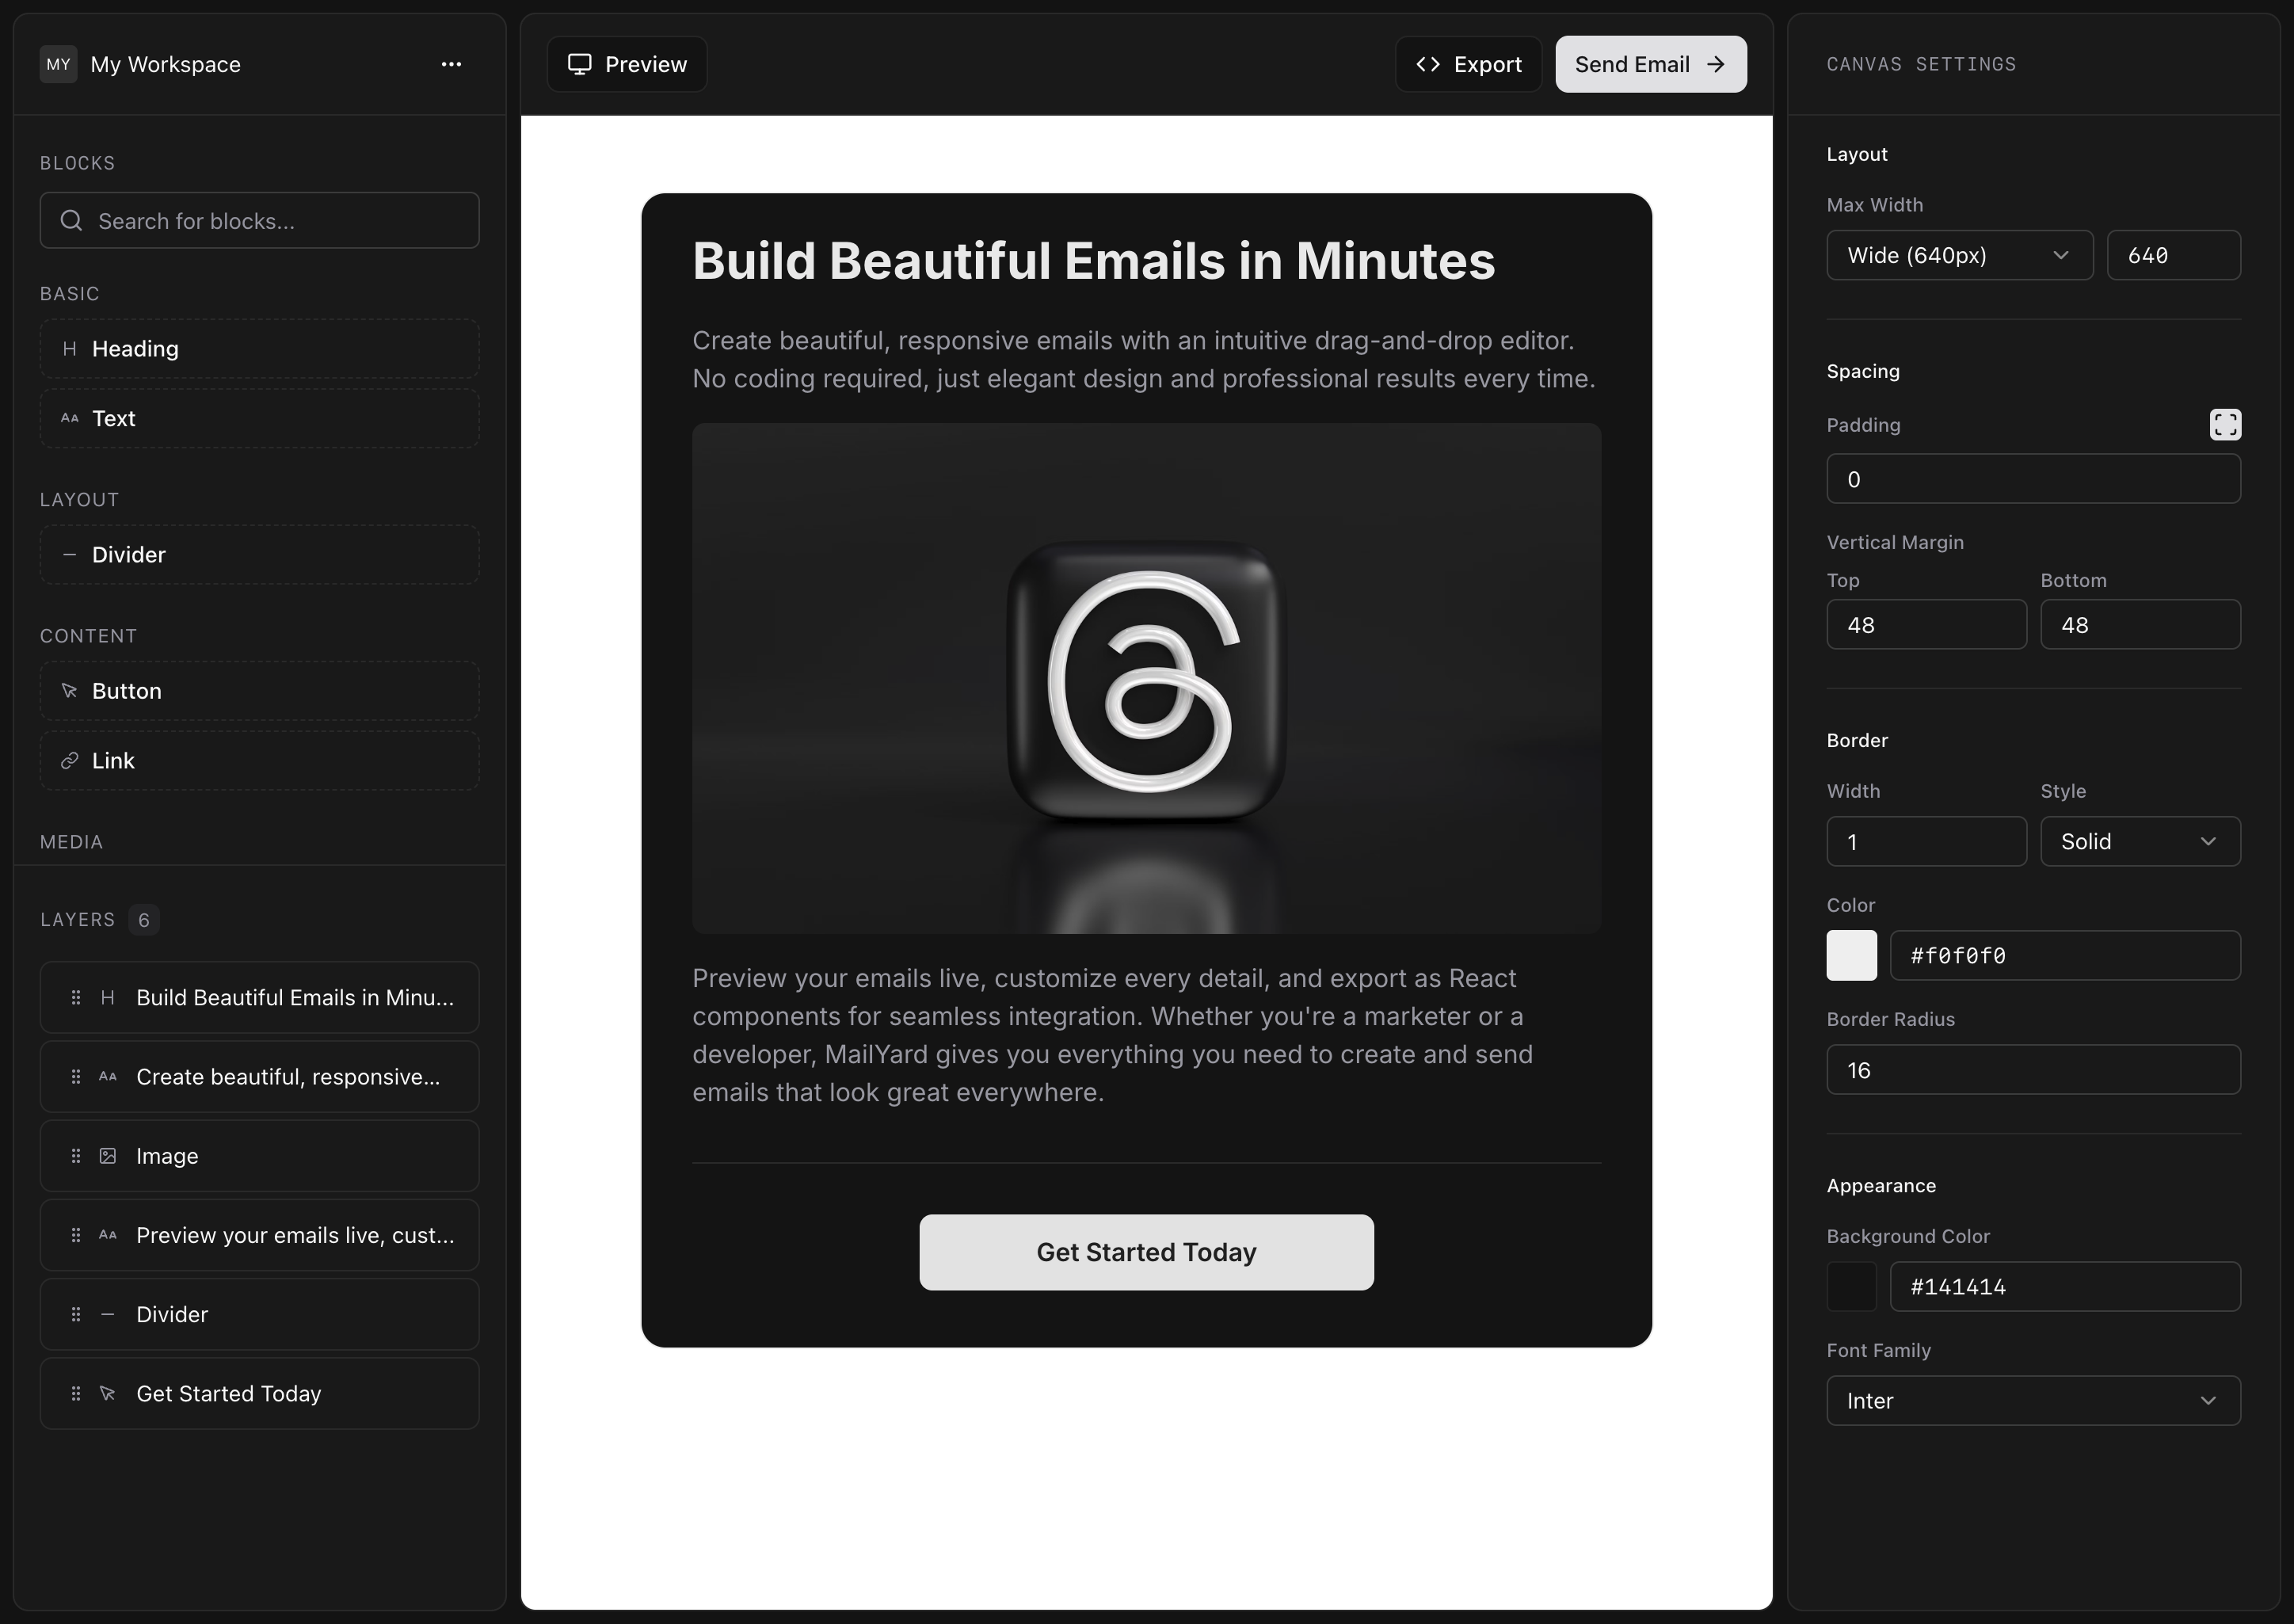 MY My Workspace
BLOCKS
Search for blocks...
BASIC
H Heading
AA Text
LAYOUT
Divider
CONTENT
Button
Link
MEDIA
LAYERS 6
H Build Beautiful Emails in Minu...
AA Create beautiful, responsive...
Image
AA Preview your emails live, cust...
Divider
Get Started Today
Preview
Export
Send Email
Build Beautiful Emails in Minutes
Create beautiful, responsive emails with an intuitive drag-and-drop editor.
No coding required, just elegant design and professional results every time.
Preview your emails live, customize every detail, and export as React
components for seamless integration. Whether you're a marketer or a
developer, MailYard gives you everything you need to create and send
emails that look great everywhere.
Get Started Today
CANVAS SETTINGS
Layout
Max Width
Wide (640px) 640
Spacing
Padding
0
Vertical Margin
Top Bottom
48 48
Border
Width Style
1 Solid
Color
#f0f0f0
Border Radius
16
Appearance
Background Color
#141414
Font Family
Inter